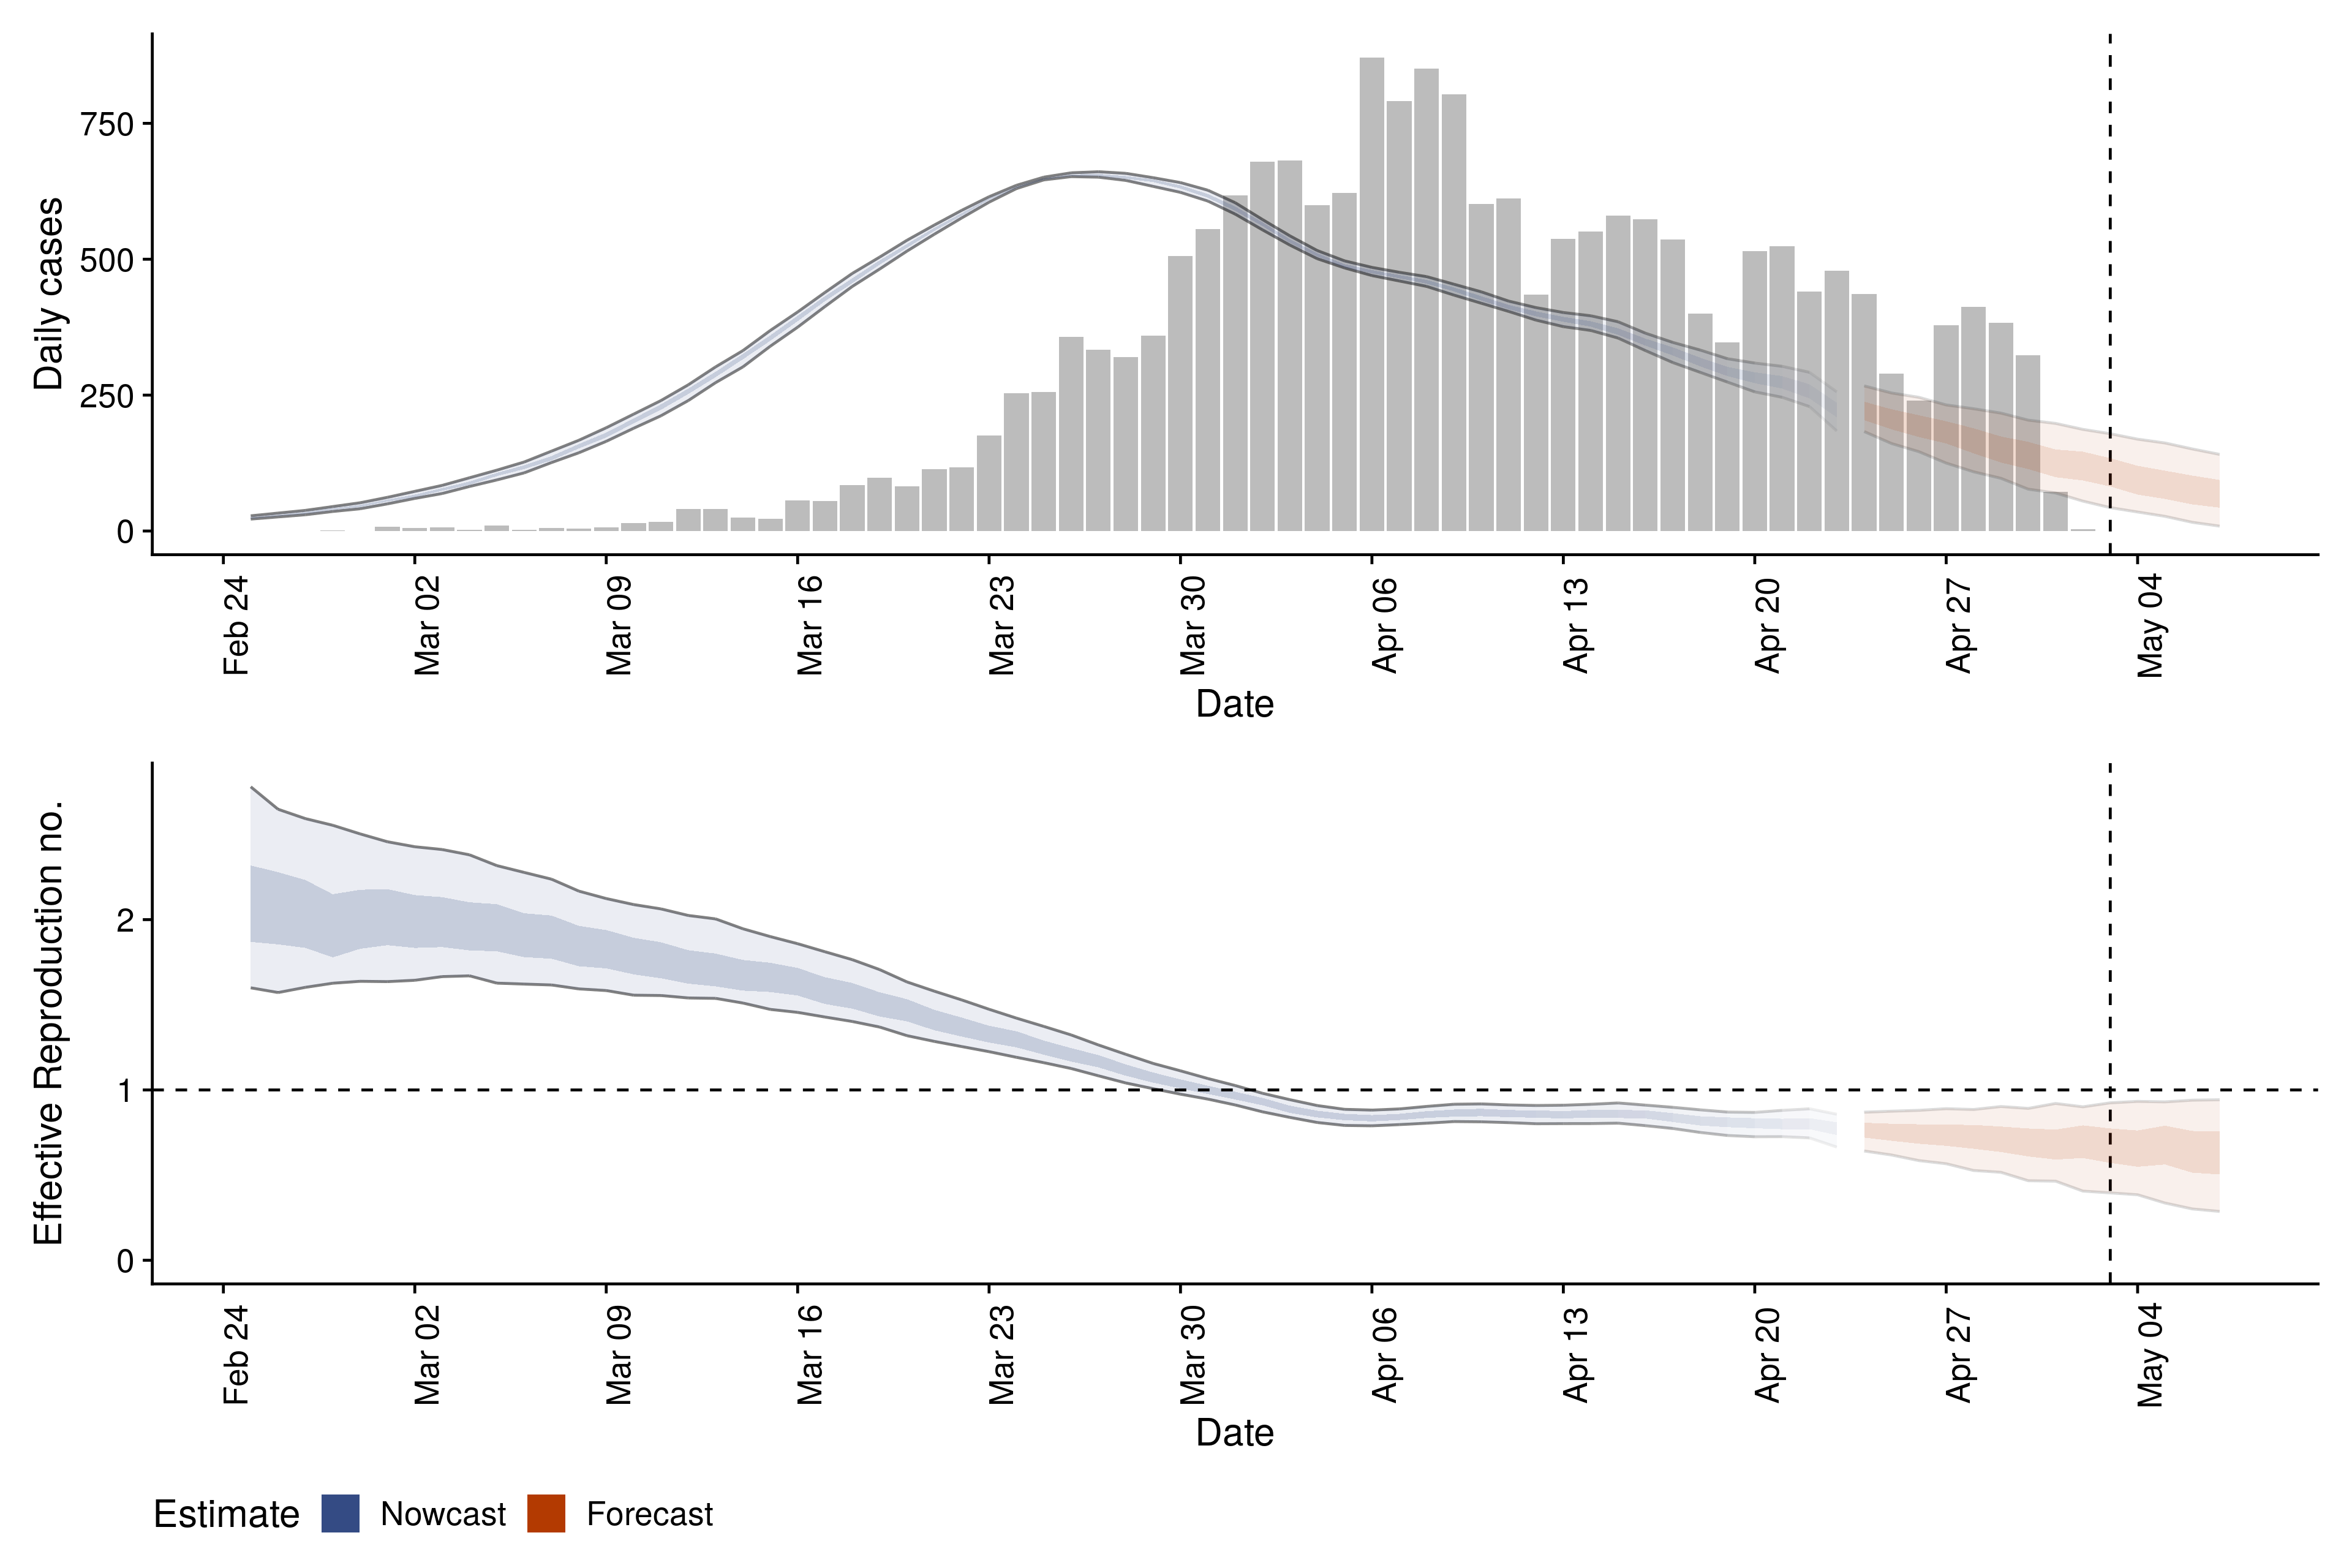 Daily cases
750
500
250
0
Feb 24
Mar 02
Mar 09
Mar 16
Mar 23
Mar 30
Apr 06
Apr 13
Apr 20
Apr 27
May 04
Date
Effective Reproduction no.
2
1
0
Feb 24
Mar 02
Mar 09
Mar 16
Mar 23
Mar 30
Apr 06
Apr 13
Apr 20
Apr 27
May 04
Date
Estimate Nowcast Forecast